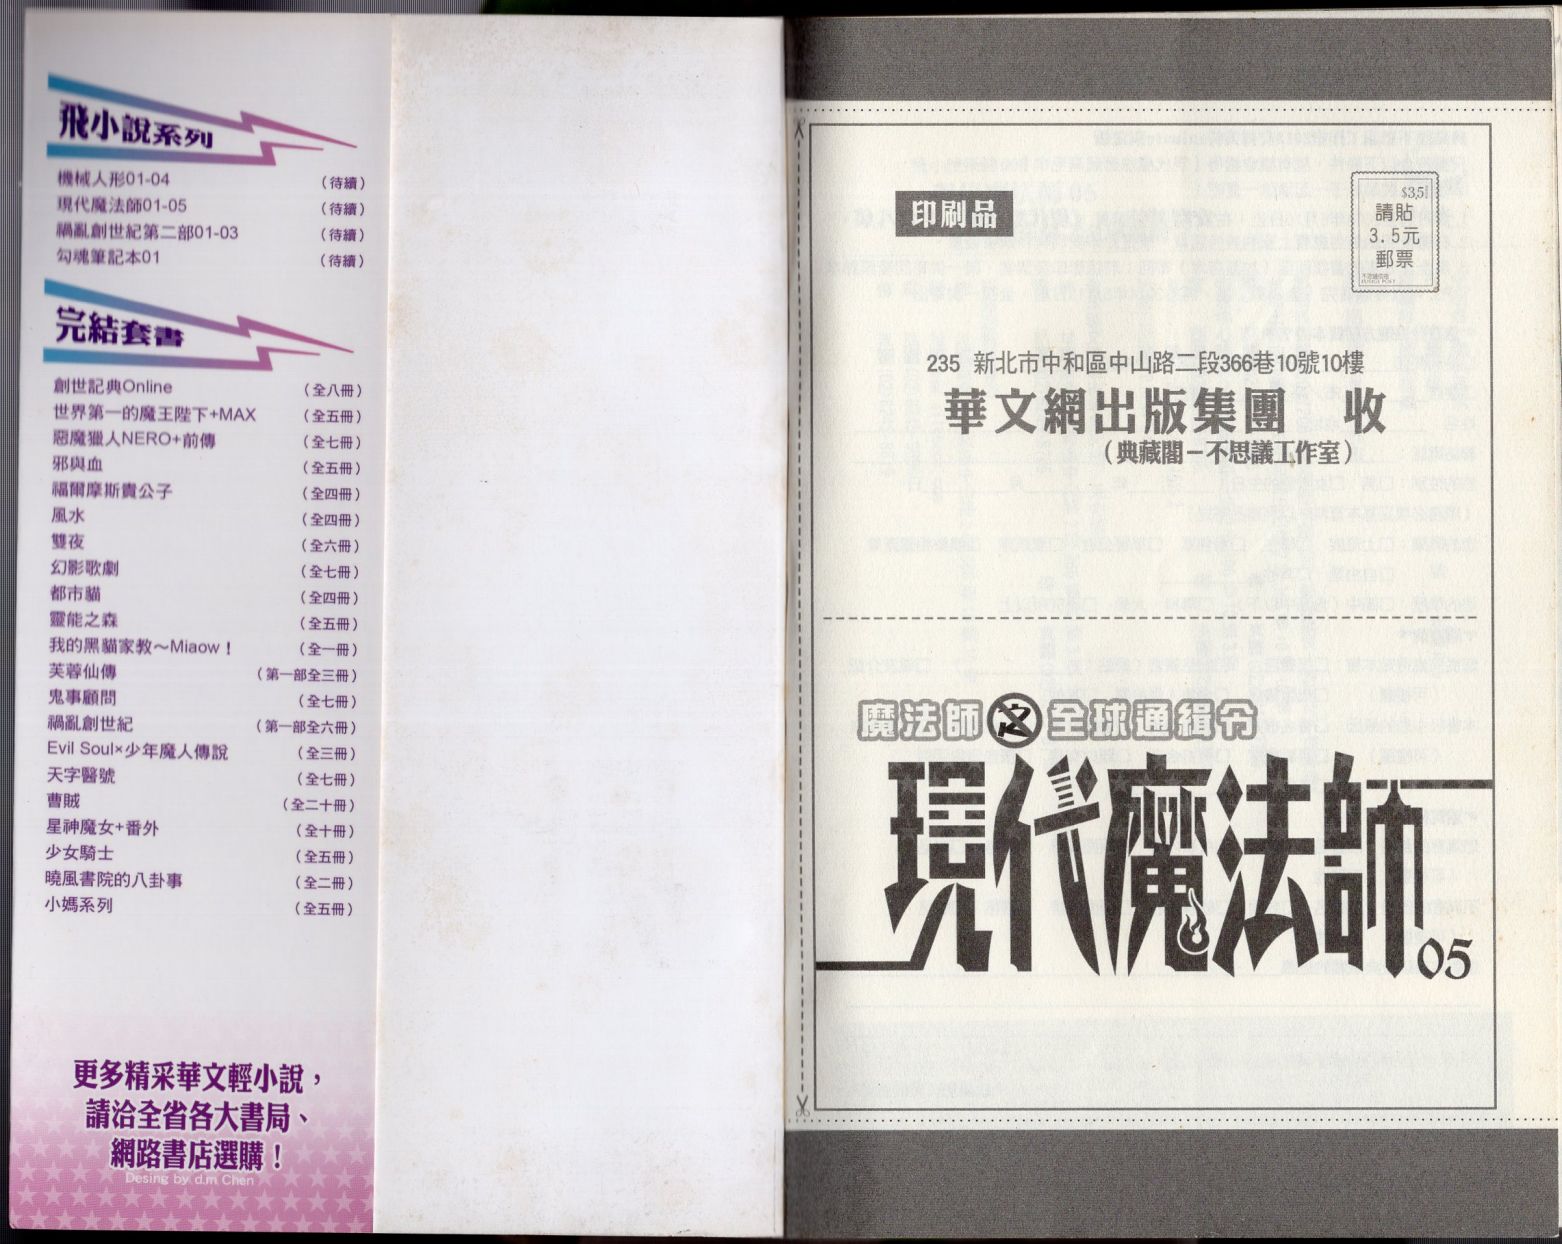 飛小說系列
機械人形01-04 （待續）
現代魔法師01-05 （待續）
禍亂創世紀第二部01-03 （待續）
勾魂筆記本01 （待續）
完結套書
創世記典Online （全八冊）
世界第一的魔王陛下+MAX （全五冊）
惡魔獵人NERO+前傳 （全七冊）
邪與血 （全五冊）
福爾摩斯貴公子 （全四冊）
風水 （全四冊）
雙夜 （全六冊）
幻影歌劇 （全七冊）
都市貓 （全四冊）
靈能之森 （全五冊）
我的黑貓家教～Miaow！ （全一冊）
芙蓉仙傳 （第一部全三冊）
鬼事顧問 （全七冊）
禍亂創世紀 （第一部全六冊）
Evil Soul×少年魔人傳說 （全三冊）
天字醫號 （全七冊）
曹賊 （全二十冊）
星神魔女+番外 （全十冊）
少女騎士 （全五冊）
曉風書院的八卦事 （全二冊）
小媽系列 （全五冊）
更多精采華文輕小說，
請洽全省各大書局、
網路書店選購！
Desing by d.m Chen
印刷品
$3.5
請貼
3.5元
郵票
235 新北市中和區中山路二段366巷10號10樓
華文網出版集團 收
（典藏閣－不思議工作室）
魔法師 全球通緝令
現代魔法師
05